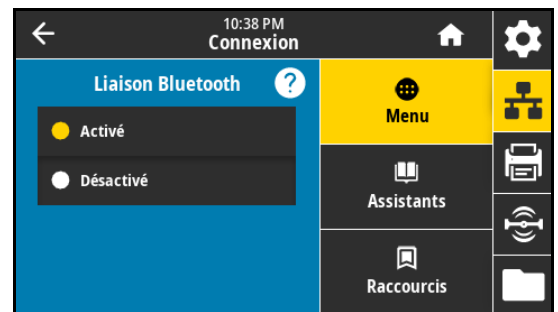 10:38 PM
Connexion
Liaison Bluetooth ?
Activé
Désactivé
Menu
Assistants
Raccourcis